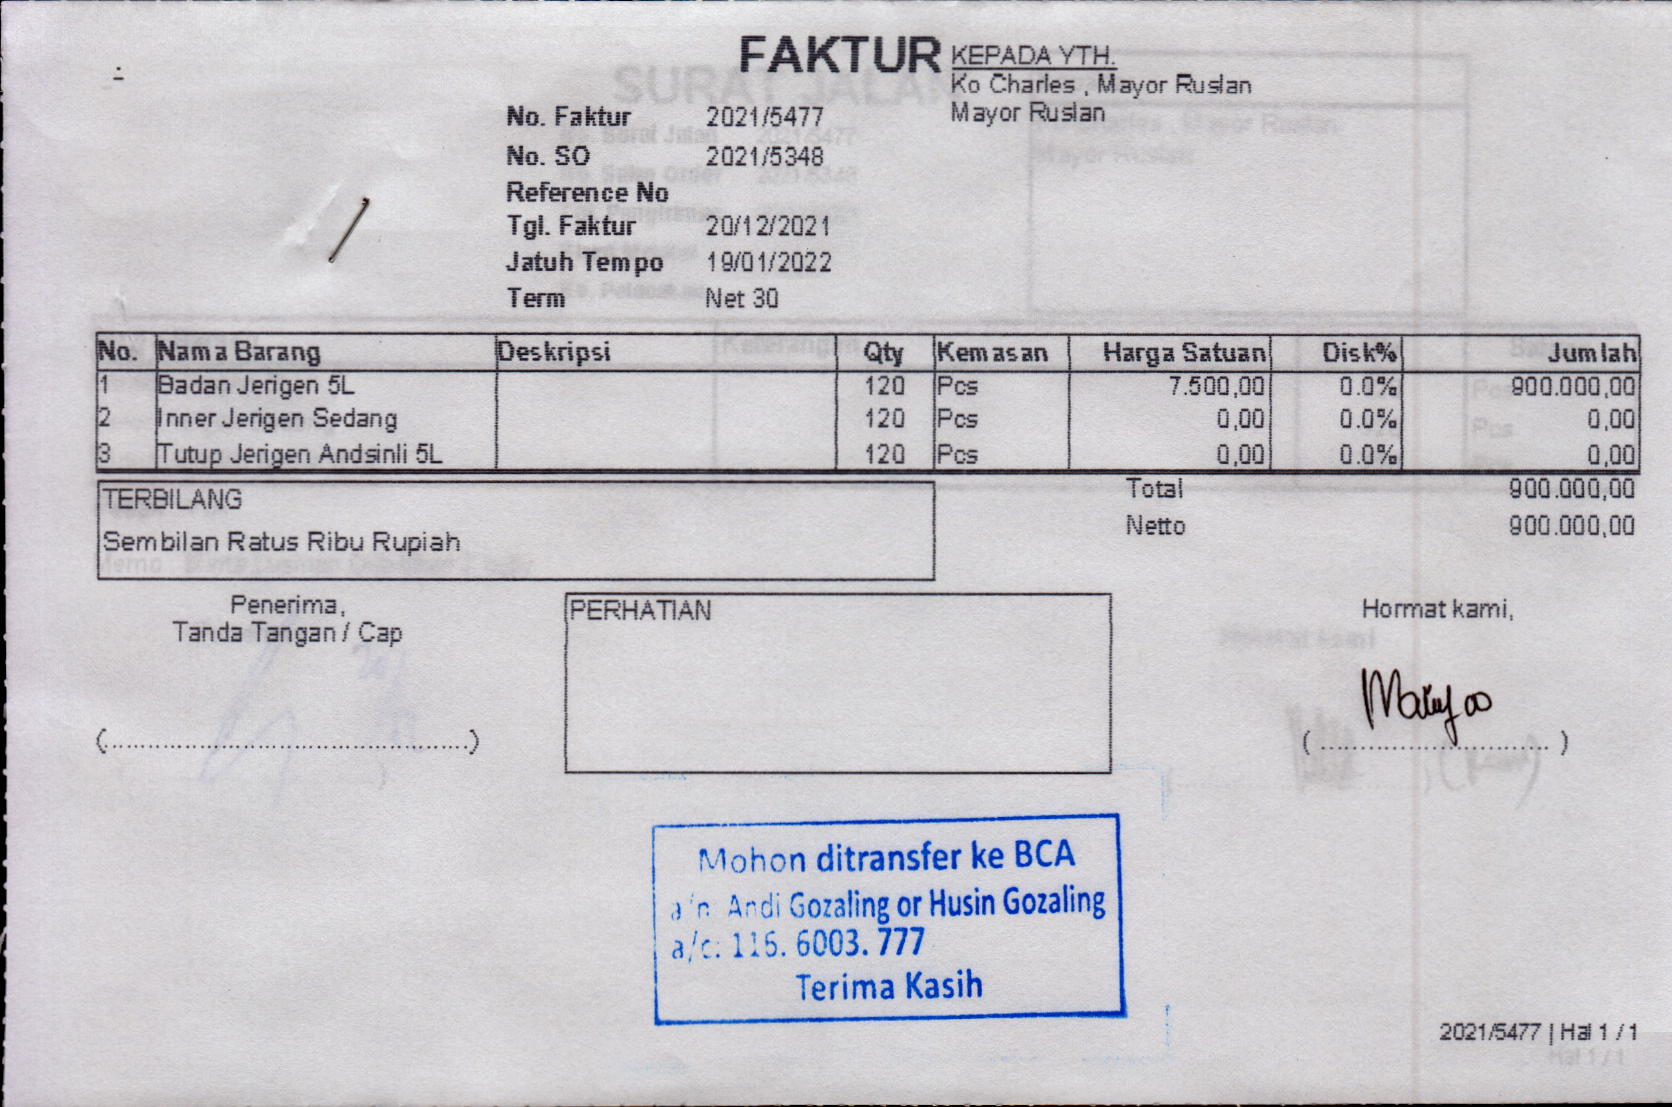 FAKTUR
KEPADA YTH.
Ko Charles , Mayor Ruslan
Mayor Ruslan
No. Faktur 2021/5477
No. SO 2021/5348
Reference No
Tgl. Faktur 20/12/2021
Jatuh Tempo 19/01/2022
Term Net 30
No. Nama Barang Deskripsi Qty Kemasan Harga Satuan Disk% Jumlah
1 Badan Jerigen 5L 120 Pcs 7.500,00 0.0% 900.000,00
2 Inner Jerigen Sedang 120 Pcs 0,00 0.0% 0,00
3 Tutup Jerigen Andsinli 5L 120 Pcs 0,00 0.0% 0,00
TERBILANG
Sembilan Ratus Ribu Rupiah
Total 900.000,00
Netto 900.000,00
Penerima,
Tanda Tangan / Cap
PERHATIAN
Hormat kami,
(................................................)
( .............................. )
Mohon ditransfer ke BCA
a/n. Andi Gozaling or Husin Gozaling
a/c. 116. 6003. 777
Terima Kasih
2021/5477 | Hal 1 / 1